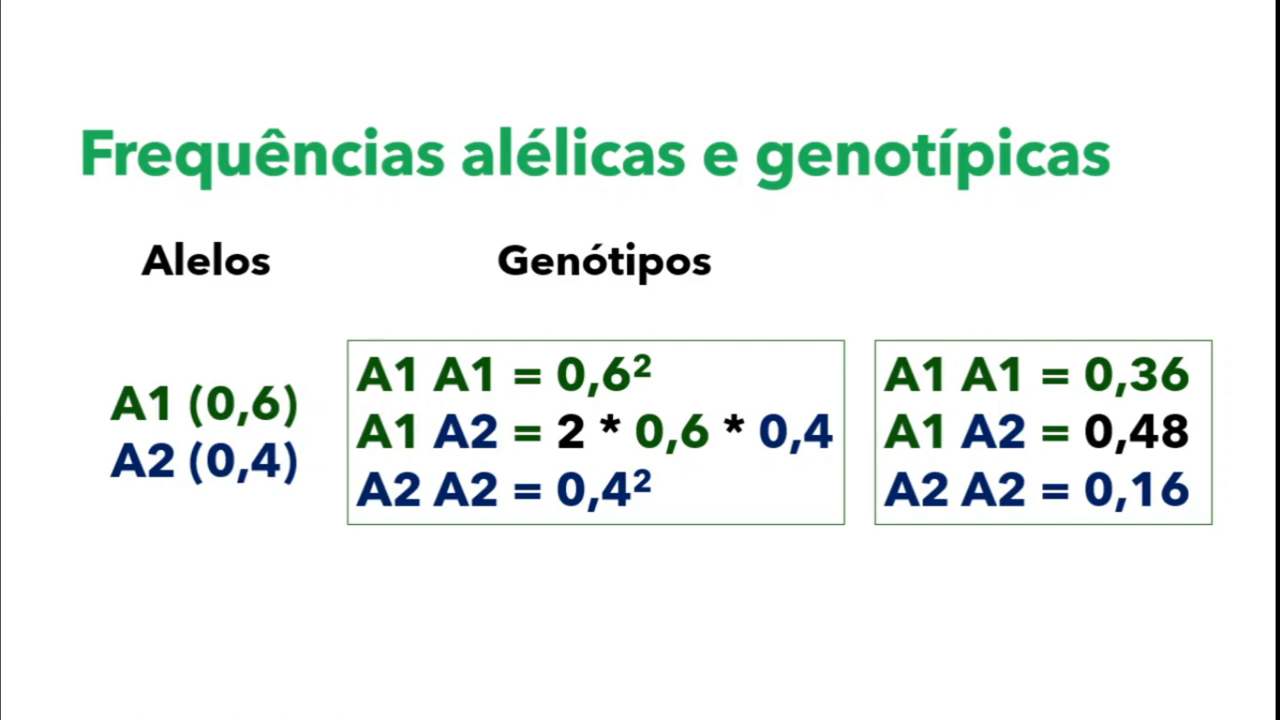 Frequências alélicas e genotípicas
Alelos
Genótipos
A1 (0,6)
A2 (0,4)
A1 A1 = 0,6²
A1 A2 = 2 * 0,6 * 0,4
A2 A2 = 0,4²
A1 A1 = 0,36
A1 A2 = 0,48
A2 A2 = 0,16